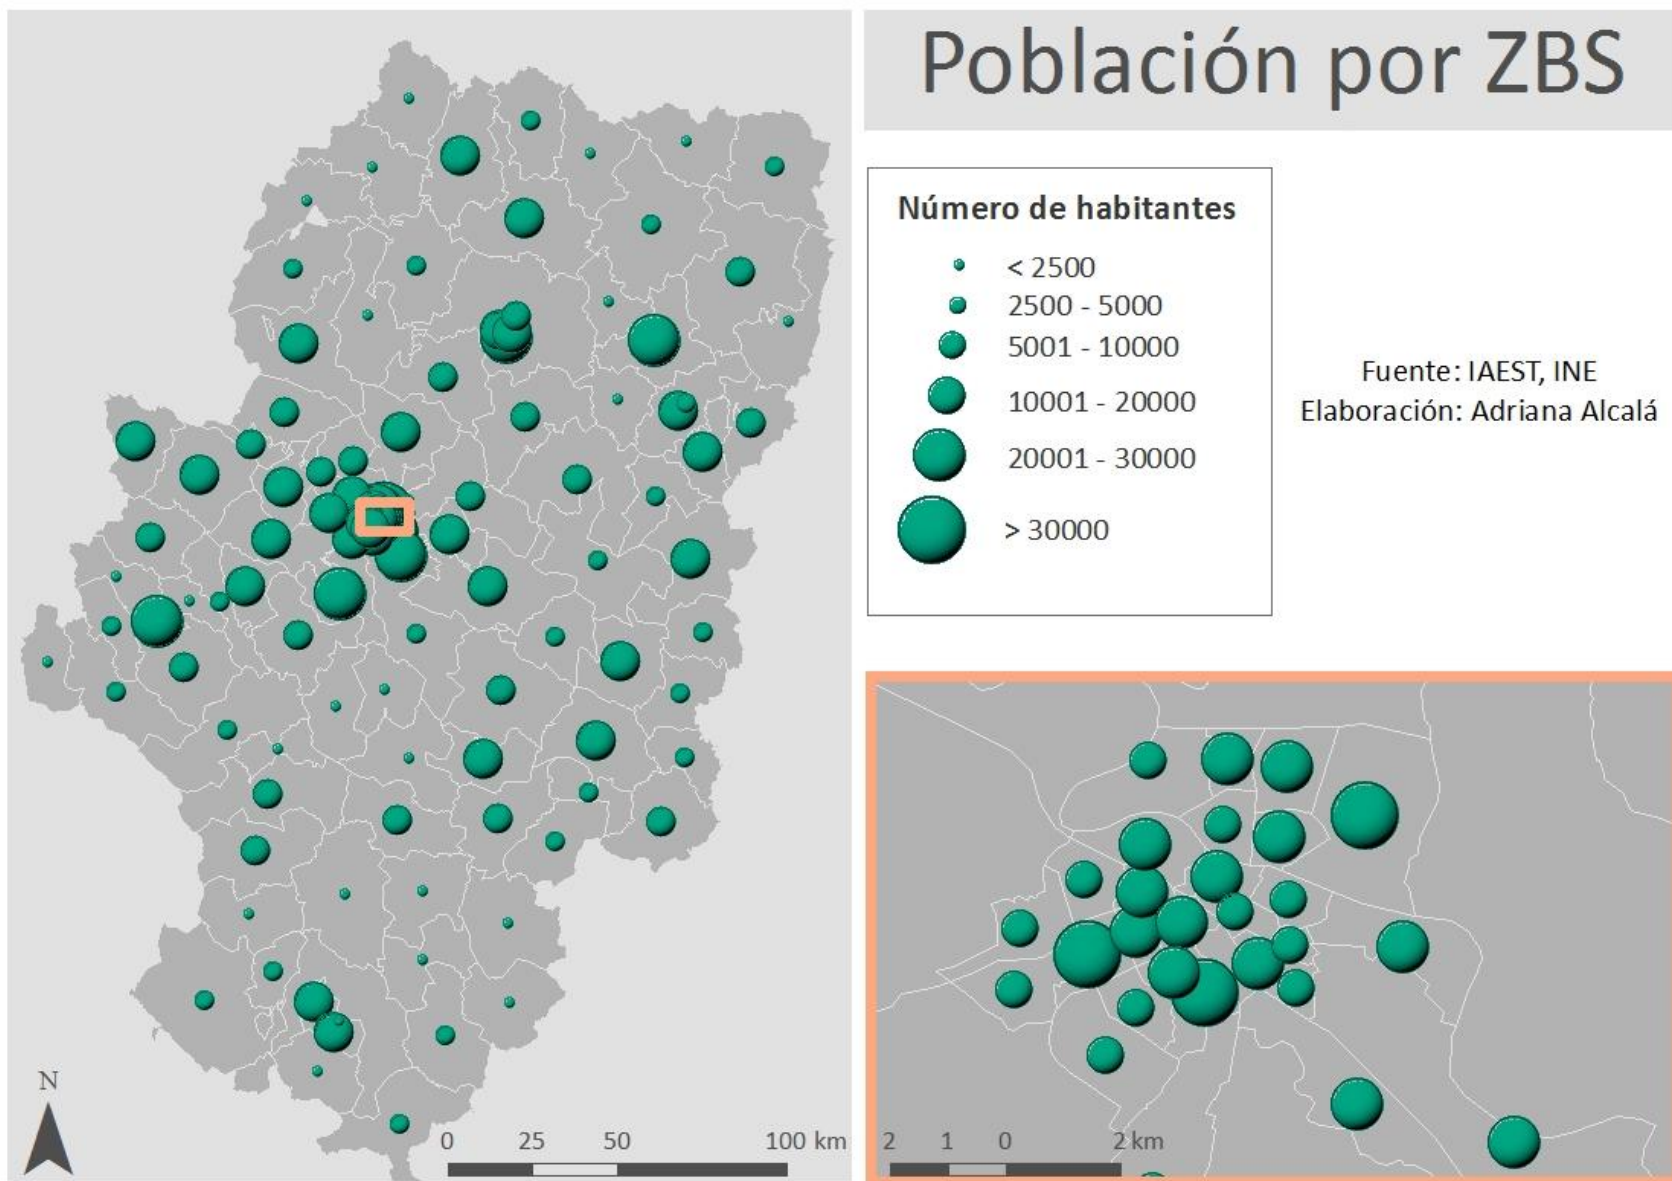 Población por ZBS
Número de habitantes
< 2500
2500 - 5000
5001 - 10000
10001 - 20000
20001 - 30000
> 30000
Fuente: IAEST, INE
Elaboración: Adriana Alcalá
N
0 25 50 100 km
2 1 0 2 km